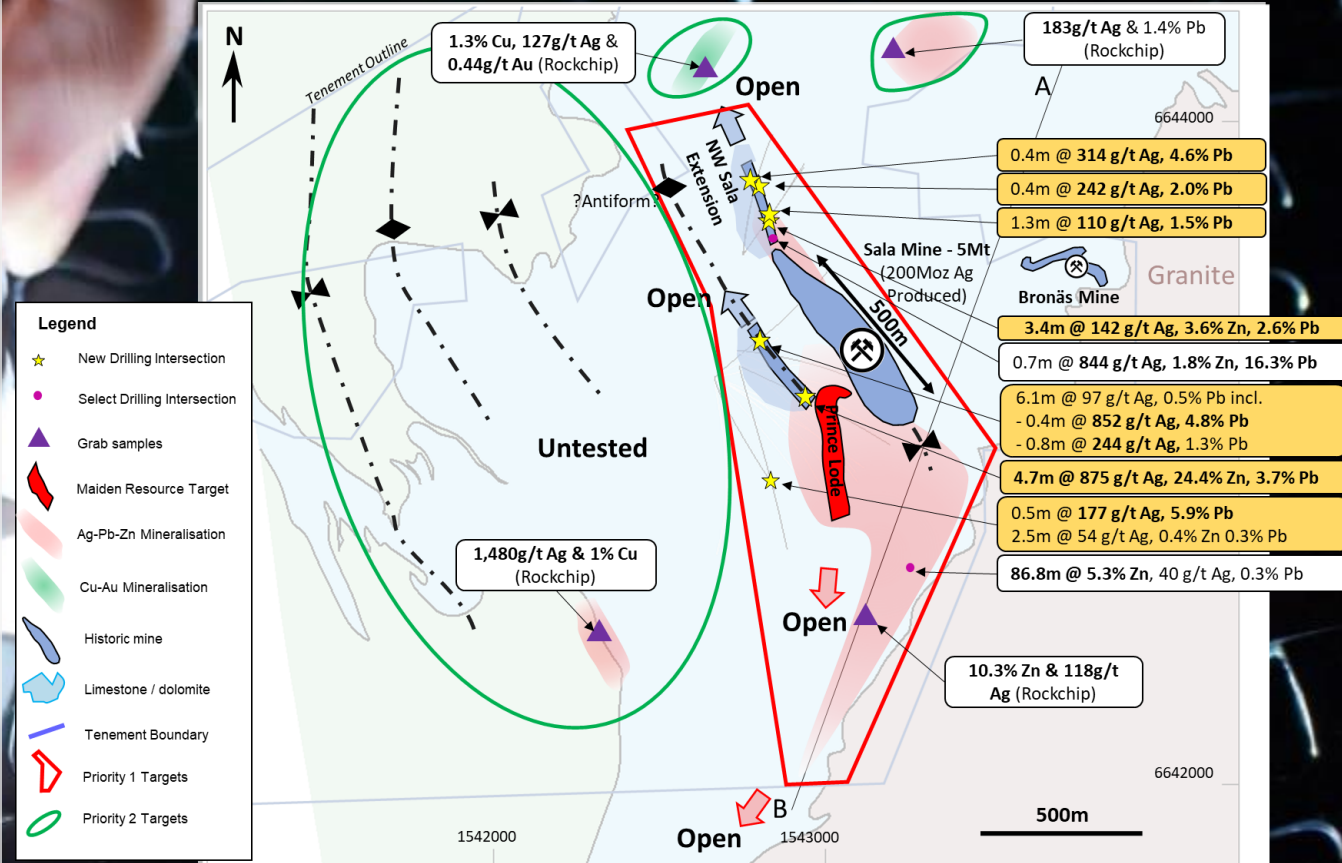 N
Tenement Outline
1.3% Cu, 127g/t Ag &
0.44g/t Au (Rockchip)
183g/t Ag & 1.4% Pb
(Rockchip)
Open
A
6644000
NW Sala
Extension
?Antiform?
0.4m @ 314 g/t Ag, 4.6% Pb
0.4m @ 242 g/t Ag, 2.0% Pb
1.3m @ 110 g/t Ag, 1.5% Pb
Sala Mine - 5Mt
(200Moz Ag
Produced)
Bronäs Mine
Granite
Open
500m
3.4m @ 142 g/t Ag, 3.6% Zn, 2.6% Pb
0.7m @ 844 g/t Ag, 1.8% Zn, 16.3% Pb
6.1m @ 97 g/t Ag, 0.5% Pb incl.
- 0.4m @ 852 g/t Ag, 4.8% Pb
- 0.8m @ 244 g/t Ag, 1.3% Pb
Prince Lode
Untested
4.7m @ 875 g/t Ag, 24.4% Zn, 3.7% Pb
0.5m @ 177 g/t Ag, 5.9% Pb
2.5m @ 54 g/t Ag, 0.4% Zn 0.3% Pb
1,480g/t Ag & 1% Cu
(Rockchip)
86.8m @ 5.3% Zn, 40 g/t Ag, 0.3% Pb
Open
10.3% Zn & 118g/t
Ag (Rockchip)
6642000
B
Open
1542000
1543000
500m
Legend
New Drilling Intersection
Select Drilling Intersection
Grab samples
Maiden Resource Target
Ag-Pb-Zn Mineralisation
Cu-Au Mineralisation
Historic mine
Limestone / dolomite
Tenement Boundary
Priority 1 Targets
Priority 2 Targets